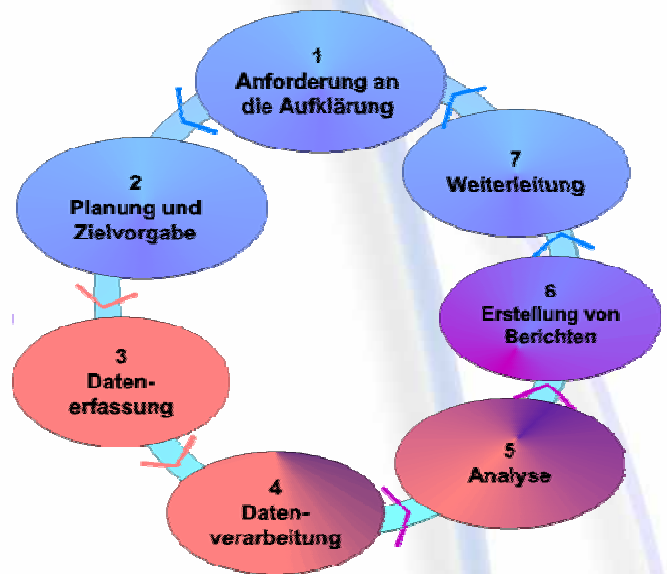 1
Anforderung an
die Aufklärung
2
Planung und
Zielvorgabe
3
Daten-
erfassung
4
Daten-
verarbeitung
5
Analyse
6
Erstellung von
Berichten
7
Weiterleitung